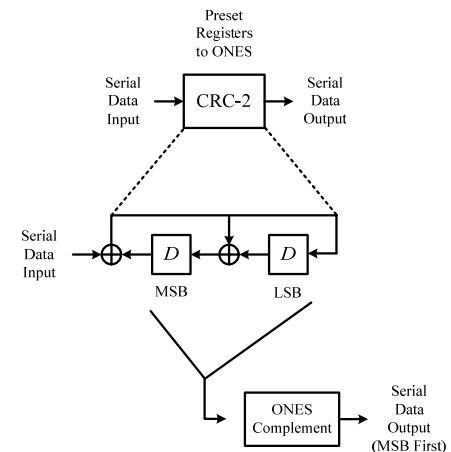 Preset
Registers
to ONES
Serial
Data
Input
CRC-2
Serial
Data
Output
Serial
Data
Input
D
D
MSB
LSB
ONES
Complement
Serial
Data
Output
(MSB First)